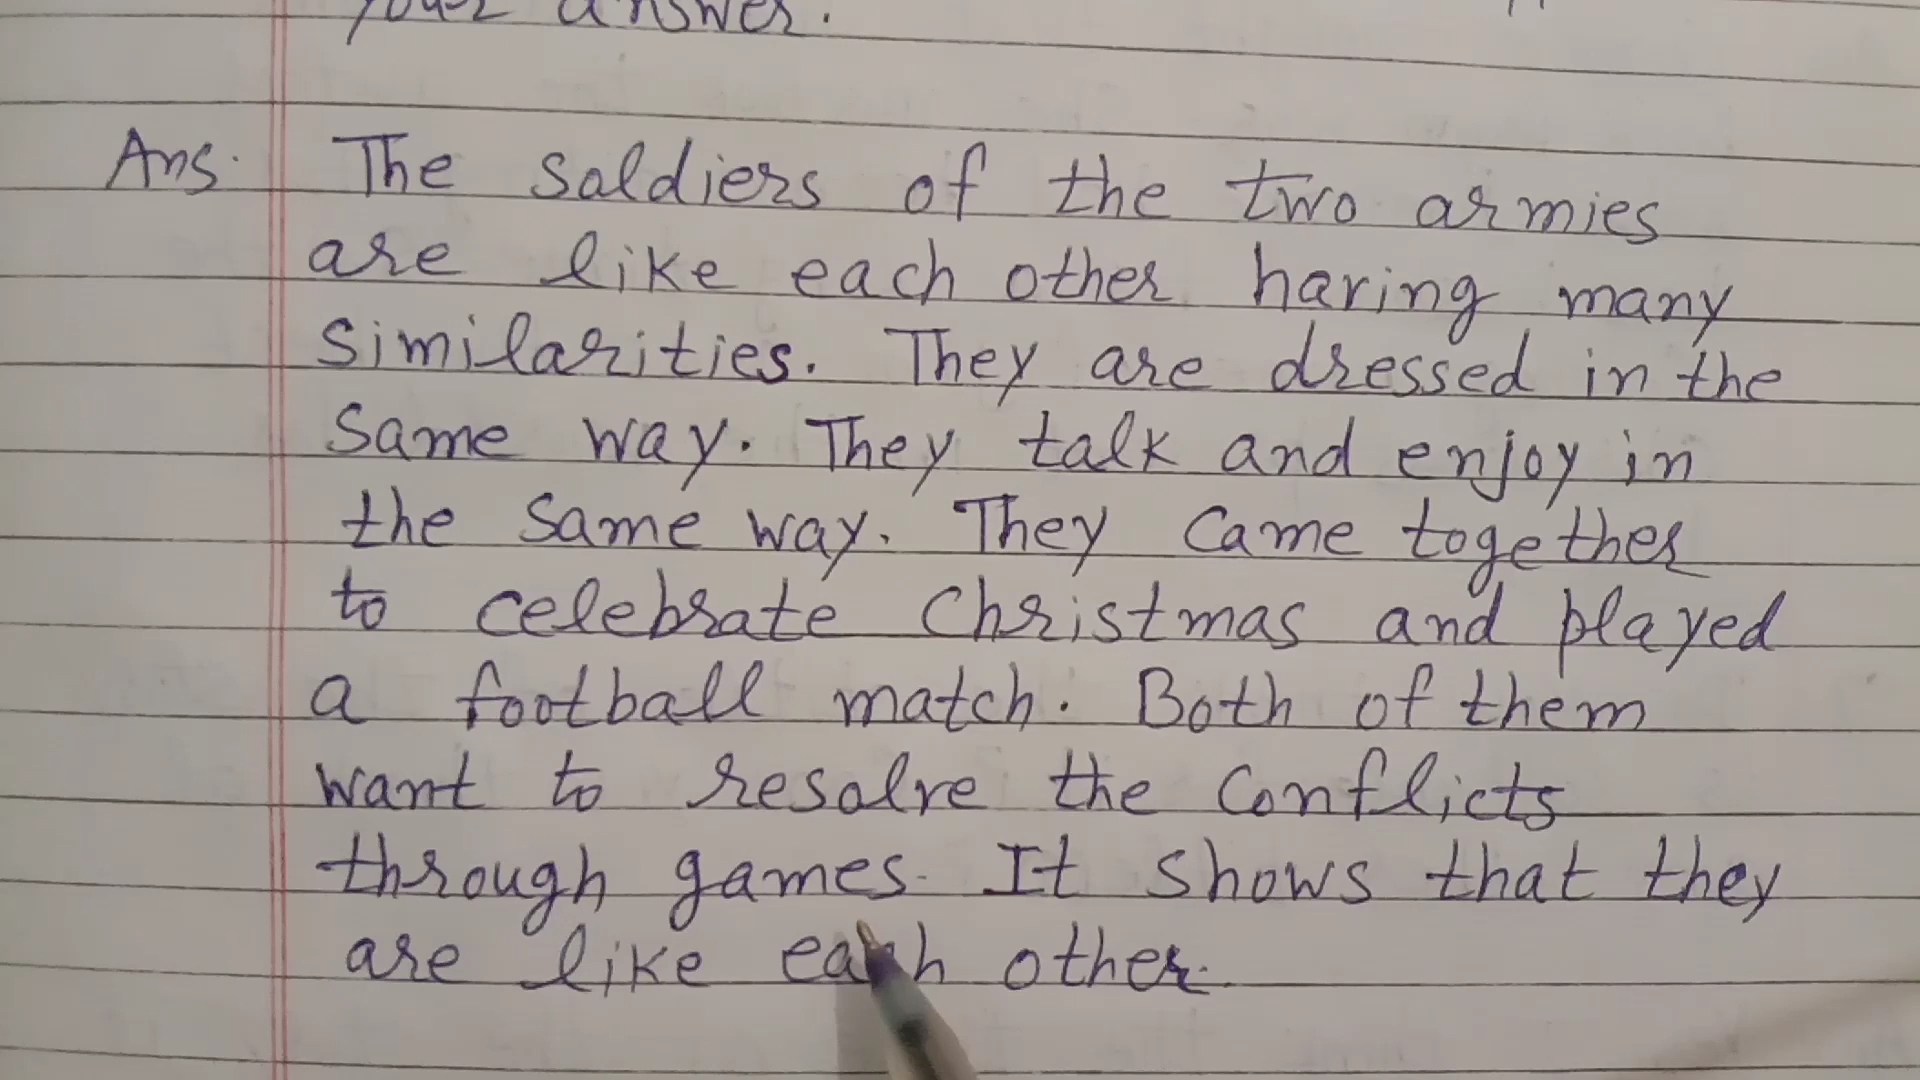 your answer.
Ans. The soldiers of the two armies
are like each other having many
similarities. They are dressed in the
same way. They talk and enjoy in
the same way. They came together
to celebrate Christmas and played
a football match. Both of them
want to resolve the conflicts
through games. It shows that they
are like each other.